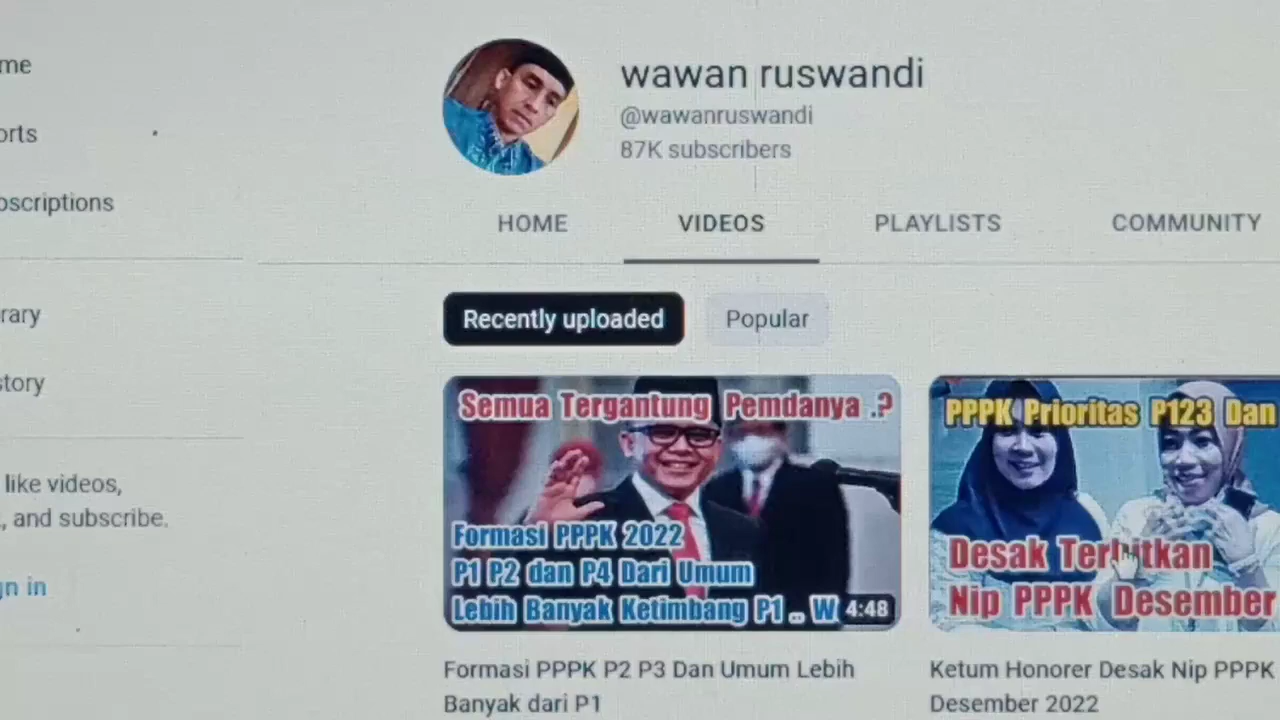 me
wawan ruswandi
@wawanruswandi
orts
87K subscribers
bscriptions
HOME VIDEOS PLAYLISTS COMMUNITY
rary
Recently uploaded Popular
story
Semua Tergantung Pemdanya .?
PPPK Prioritas P123 Dan
like videos,
, and subscribe.
Formasi PPPK 2022
P1 P2 dan P4 Dari Umum
Lebih Banyak Ketimbang P1 .. W
4:48
Desak Terbitkan
Nip PPPK Desember
gn in
Formasi PPPK P2 P3 Dan Umum Lebih
Banyak dari P1
Ketum Honorer Desak Nip PPPK
Desember 2022